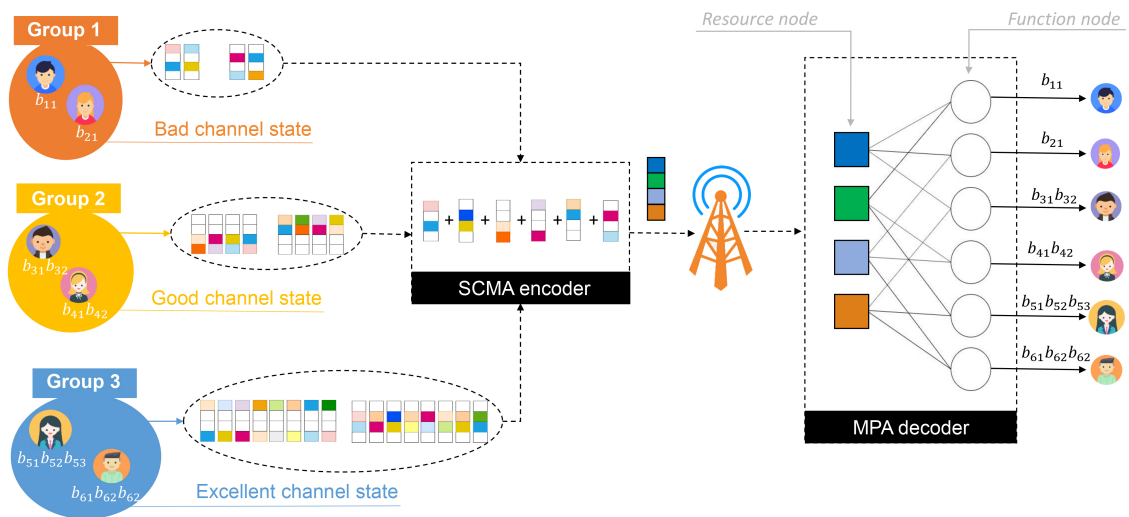 Group 1
b₁₁
b₂₁
Bad channel state
Group 2
b₃₁b₃₂
b₄₁b₄₂
Good channel state
Group 3
b₅₁b₅₂b₅₃
b₆₁b₆₂b₆₂
Excellent channel state
+ + + + +
SCMA encoder
Resource node
Function node
b₁₁
b₂₁
b₃₁b₃₂
b₄₁b₄₂
b₅₁b₅₂b₅₃
b₆₁b₆₂b₆₂
MPA decoder